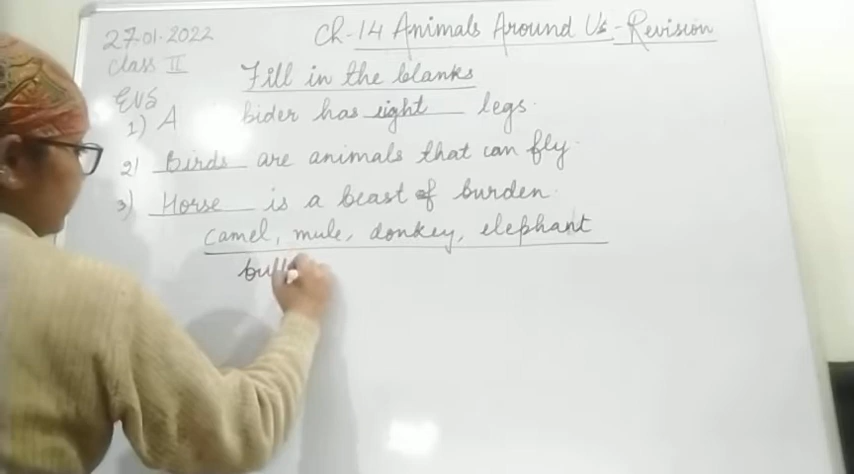 27.01.2022 Ch-14 Animals Around Us - Revision
Class II
Fill in the blanks
EVS
1) A bider has eight legs.
2) Birds are animals that can fly.
3) Horse is a beast of burden.
camel, mule, donkey, elephant